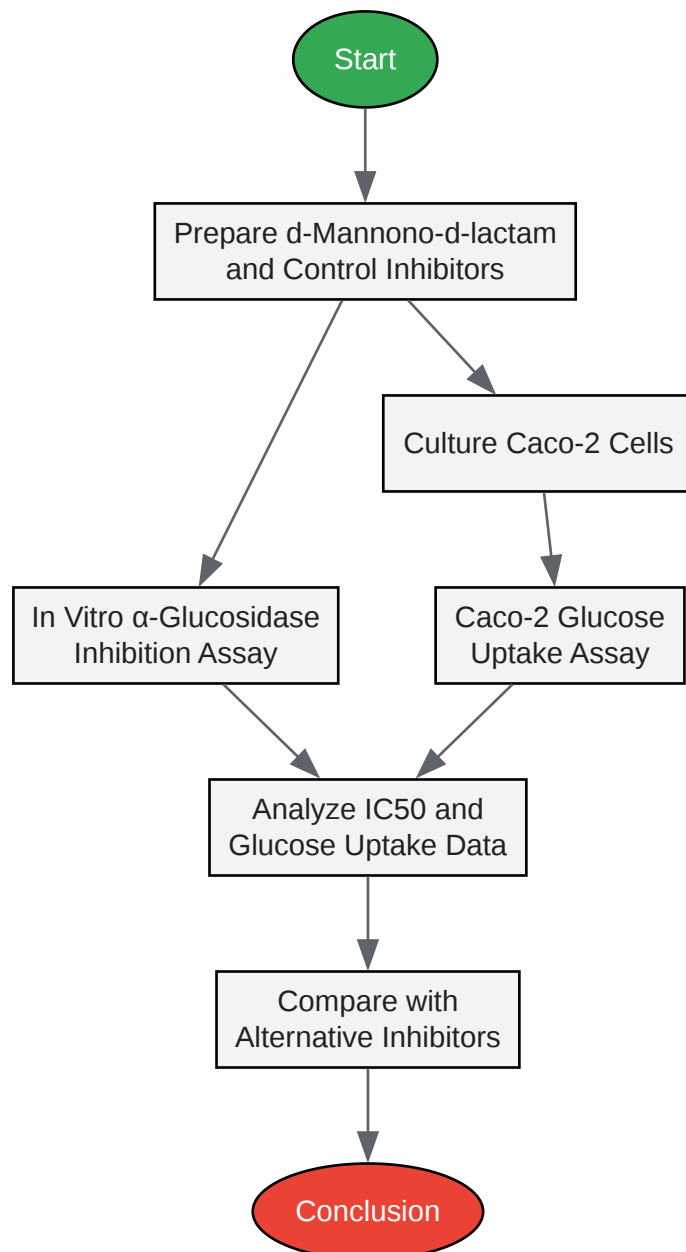 Start
Prepare d-Mannono-d-lactam
and Control Inhibitors
Culture Caco-2 Cells
In Vitro α-Glucosidase
Inhibition Assay
Caco-2 Glucose
Uptake Assay
Analyze IC50 and
Glucose Uptake Data
Compare with
Alternative Inhibitors
Conclusion